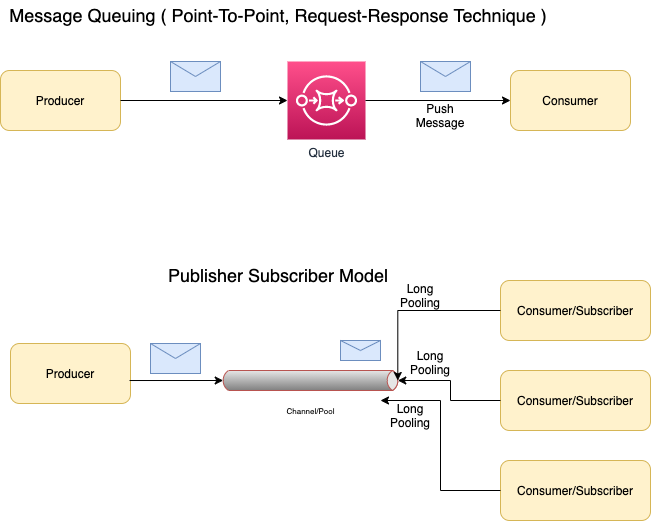 Message Queuing ( Point-To-Point, Request-Response Technique )
Producer
Push
Message
Consumer
Queue
Publisher Subscriber Model
Long
Pooling
Consumer/Subscriber
Producer
Long
Pooling
Consumer/Subscriber
Channel/Pool
Long
Pooling
Consumer/Subscriber